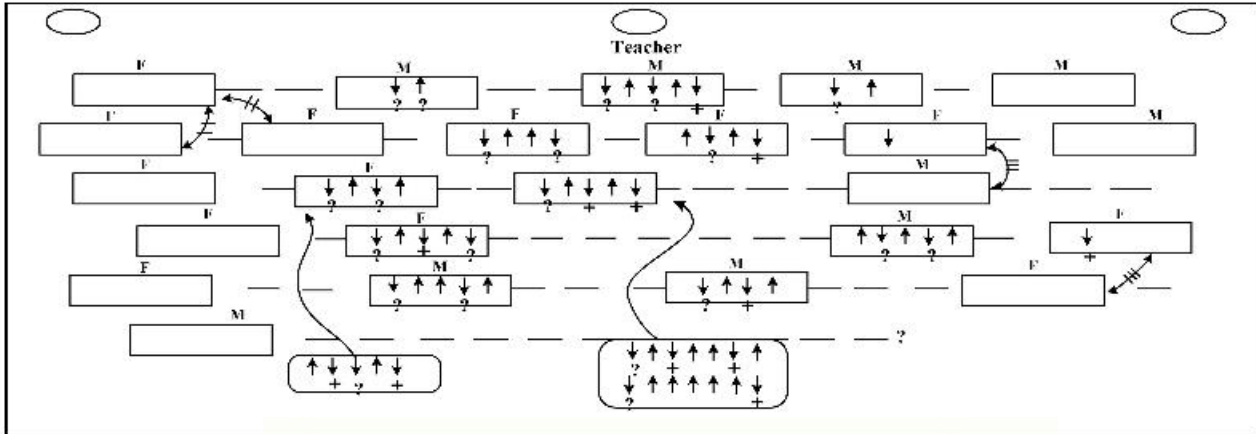 Teacher
F M M M M
? ? ? ? + ?
F F F F M
? ? ? +
F F M
? ? ? + +
F F M F
? + ? ? ? +
F M M F
? ? ? +
M
?
? + +
+ ? +
? +